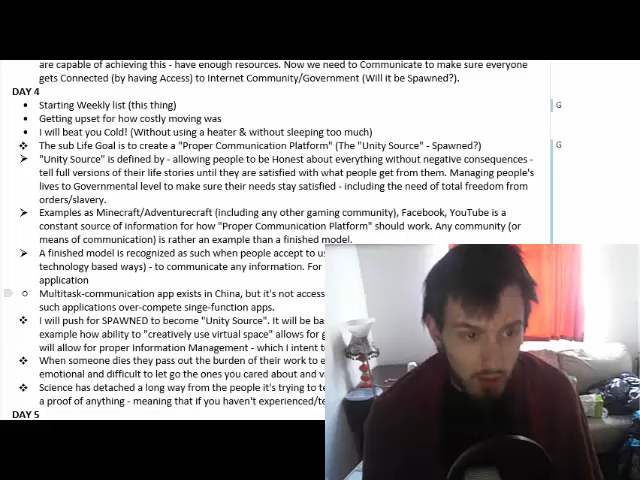 are capable of achieving this - have enough resources. Now we need to Communicate to make sure everyone
gets Connected (by having Access) to Internet Community/Government (Will it be Spawned?).
DAY 4
• Starting Weekly list (this thing)
• Getting upset for how costly moving was
• I will beat you Cold! (Without using a heater & without sleeping too much)
❖ The sub Life Goal is to create a "Proper Communication Platform" (The "Unity Source" - Spawned?)
➤ "Unity Source" is defined by - allowing people to be Honest about everything without negative consequences -
tell full versions of their life stories until they are satisfied with what people get from them. Managing people's
lives to Governmental level to make sure their needs stay satisfied - including the need of total freedom from
orders/slavery.
➤ Examples as Minecraft/Adventurecraft (including any other gaming community), Facebook, YouTube is a
constant source of information for how "Proper Communication Platform" should work. Any community (or
means of communication) is rather an example than a finished model.
➤ A finished model is recognized as such when people accept to us
technology based ways) - to communicate any information. For
application
○ Multitask-communication app exists in China, but it's not access
such applications over-compete singe-function apps.
❖ I will push for SPAWNED to become "Unity Source". It will be ba
example how ability to "creatively use virtual space" allows for g
will allow for proper Information Management - which I intent t
❖ When someone dies they pass out the burden of their work to e
emotional and difficult to let go the ones you cared about and v
❖ Science has detached a long way from the people it's trying to te
a proof of anything - meaning that if you haven't experienced/te
DAY 5
G
G